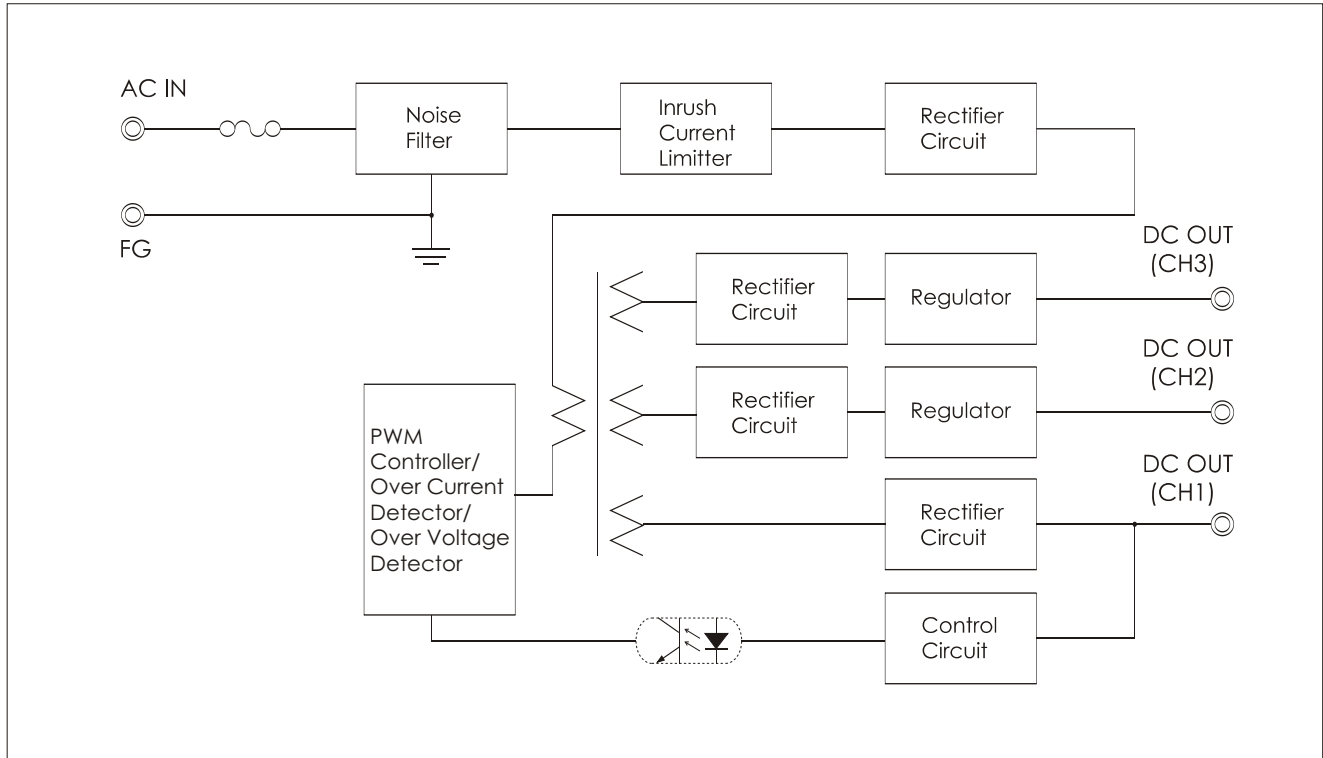 AC IN
Noise
Filter
Inrush
Current
Limitter
Rectifier
Circuit
FG
DC OUT
(CH3)
Rectifier
Circuit
Regulator
DC OUT
(CH2)
Rectifier
Circuit
Regulator
PWM
Controller/
Over Current
Detector/
Over Voltage
Detector
DC OUT
(CH1)
Rectifier
Circuit
Control
Circuit